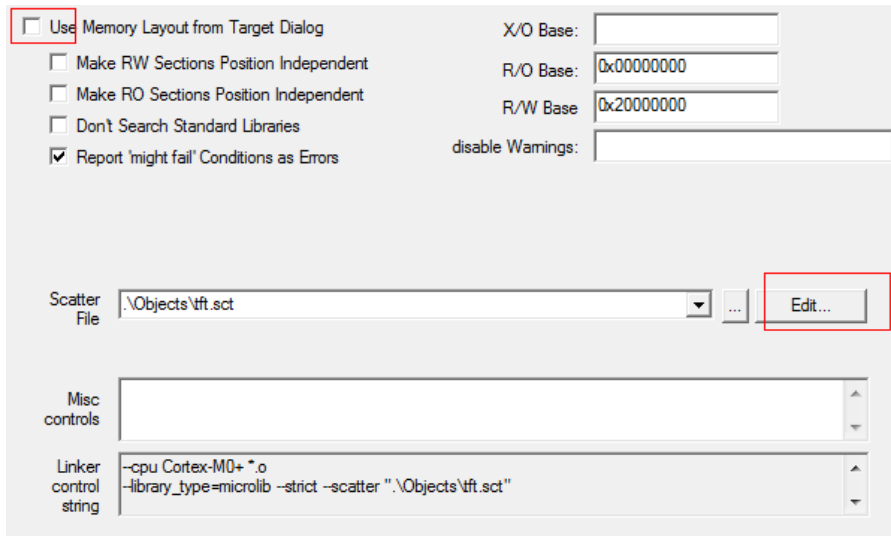 Use Memory Layout from Target Dialog
X/O Base:
Make RW Sections Position Independent
R/O Base: 0x00000000
Make RO Sections Position Independent
R/W Base 0x20000000
Don't Search Standard Libraries
disable Warnings:
Report 'might fail' Conditions as Errors
Scatter
File
.\Objects\tft.sct
...
Edit...
Misc
controls
Linker
control
string
--cpu Cortex-M0+ *.o
--library_type=microlib --strict --scatter ".\Objects\tft.sct"